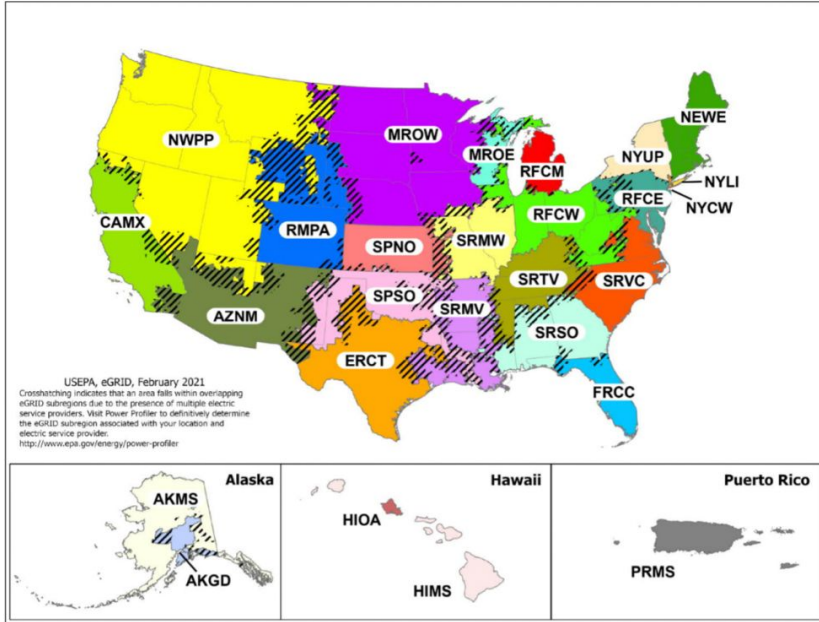 NEWE
NWPP
MROW
MROE
NYUP
RFCM
NYLI
RFCE
NYCW
CAMX
RFCW
RMPA
SRMW
SPNO
SRTV
SRVC
SPSO
SRMV
AZNM
SRSO
ERCT
FRCC
USEPA, eGRID, February 2021
Crosshatching indicates that an area falls within overlapping
eGRID subregions due to the presence of multiple electric
service providers. Visit Power Profiler to definitively determine
the eGRID subregion associated with your location and
electric service provider.
http://www.epa.gov/energy/power-profiler
Alaska
AKMS
AKGD
Hawaii
HIOA
HIMS
Puerto Rico
PRMS